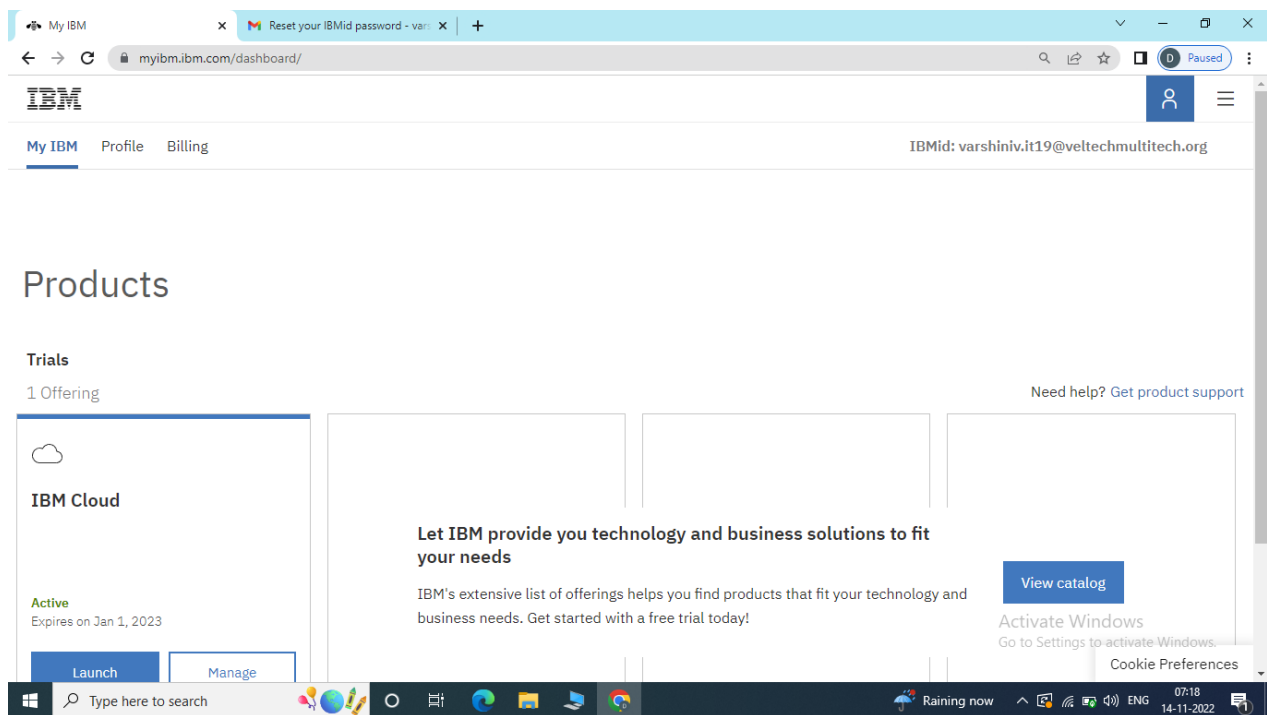 My IBM
Reset your IBMid password - vars
myibm.ibm.com/dashboard/
D Paused
IBM
My IBM Profile Billing
IBMid: varshiniv.it19@veltechmultitech.org
Products
Trials
1 Offering
Need help? Get product support
IBM Cloud
Let IBM provide you technology and business solutions to fit
your needs
IBM's extensive list of offerings helps you find products that fit your technology and
business needs. Get started with a free trial today!
View catalog
Active
Expires on Jan 1, 2023
Launch Manage
Activate Windows
Go to Settings to activate Windows.
Cookie Preferences
Type here to search
Raining now
ENG
07:18
14-11-2022
1